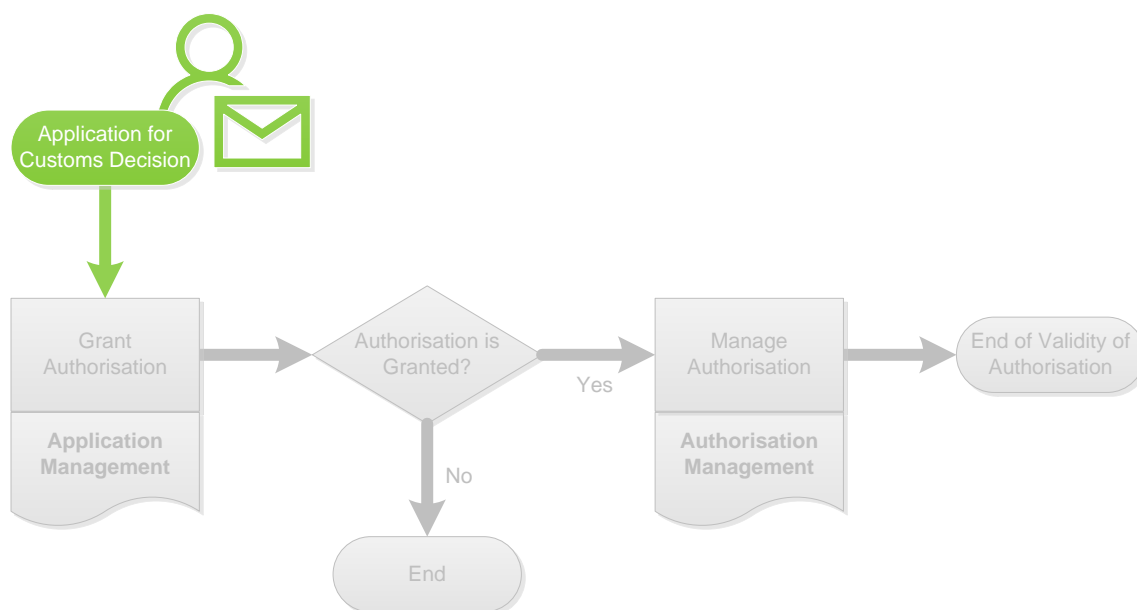 Application for
Customs Decision
Grant
Authorisation
Application
Management
Authorisation is
Granted?
Yes
No
End
Manage
Authorisation
Authorisation
Management
End of Validity of
Authorisation